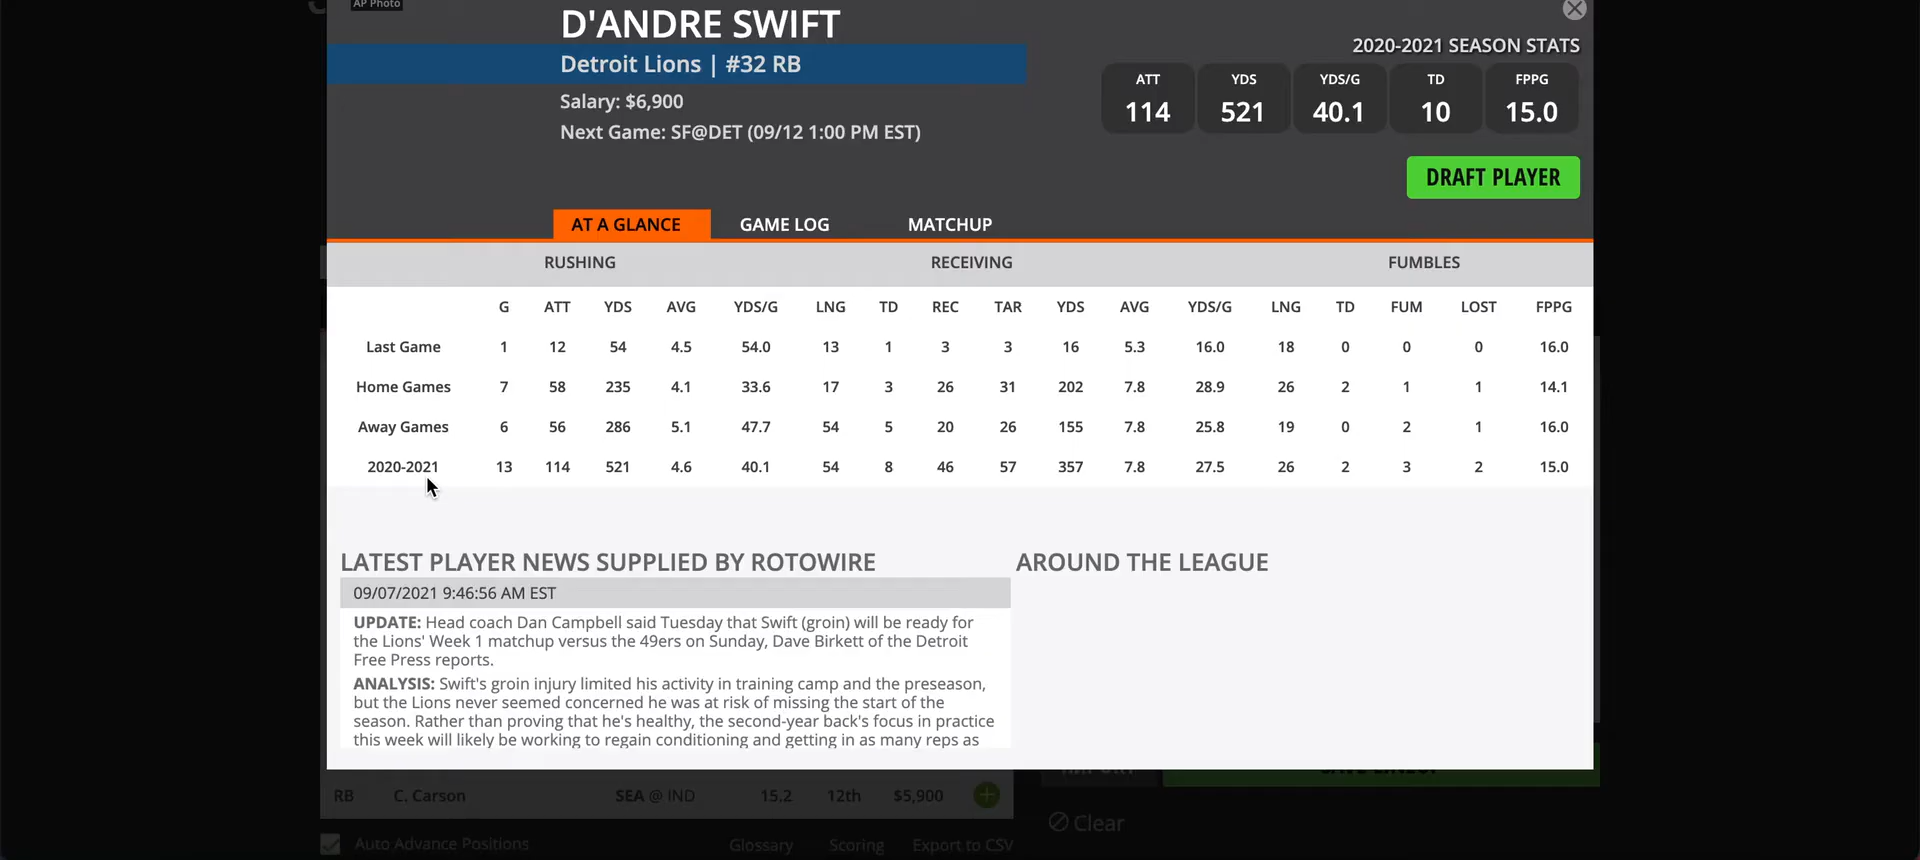 AP Photo
D'ANDRE SWIFT
Detroit Lions | #32 RB
Salary: $6,900
Next Game: SF@DET (09/12 1:00 PM EST)
2020-2021 SEASON STATS
ATT YDS YDS/G TD FPPG
114 521 40.1 10 15.0
DRAFT PLAYER
AT A GLANCE GAME LOG MATCHUP
RUSHING RECEIVING FUMBLES
G ATT YDS AVG YDS/G LNG TD REC TAR YDS AVG YDS/G LNG TD FUM LOST FPPG
Last Game 1 12 54 4.5 54.0 13 1 3 3 16 5.3 16.0 18 0 0 0 16.0
Home Games 7 58 235 4.1 33.6 17 3 26 31 202 7.8 28.9 26 2 1 1 14.1
Away Games 6 56 286 5.1 47.7 54 5 20 26 155 7.8 25.8 19 0 2 1 16.0
2020-2021 13 114 521 4.6 40.1 54 8 46 57 357 7.8 27.5 26 2 3 2 15.0
LATEST PLAYER NEWS SUPPLIED BY ROTOWIRE
09/07/2021 9:46:56 AM EST
UPDATE: Head coach Dan Campbell said Tuesday that Swift (groin) will be ready for
the Lions' Week 1 matchup versus the 49ers on Sunday, Dave Birkett of the Detroit
Free Press reports.
ANALYSIS: Swift's groin injury limited his activity in training camp and the preseason,
but the Lions never seemed concerned he was at risk of missing the start of the
season. Rather than proving that he's healthy, the second-year back's focus in practice
this week will likely be working to regain conditioning and getting in as many reps as
AROUND THE LEAGUE
RB C. Carson SEA @ IND 15.2 12th $5,900
Clear
Auto Advance Positions Glossary Scoring Export to CSV